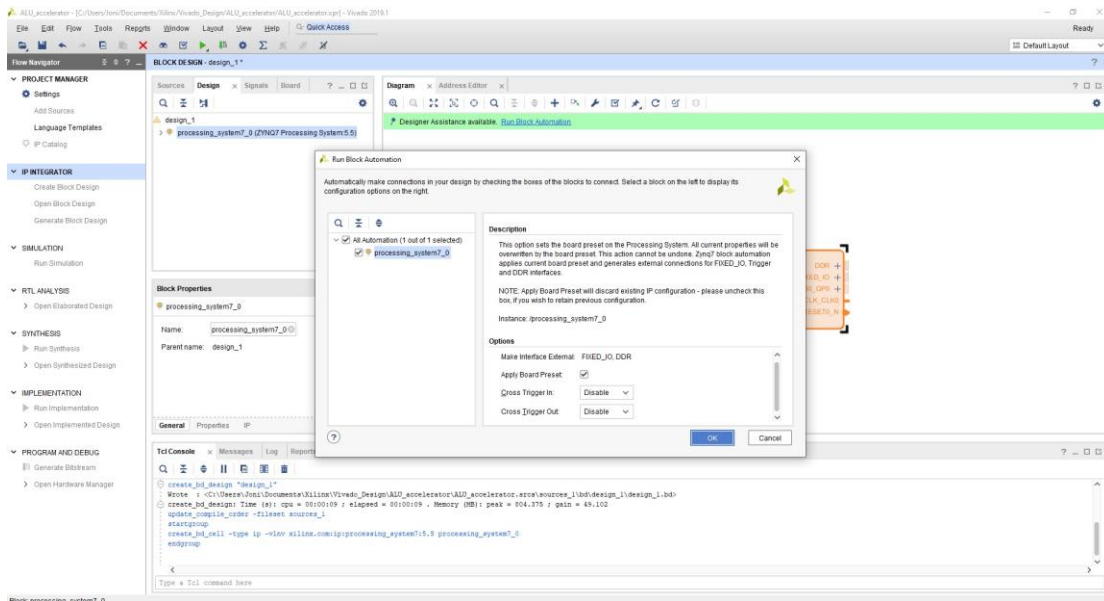 ALU_accelerator - [C:/Users/Joni/Documents/Xilinx/Vivado_Design/ALU_accelerator/ALU_accelerator.xpr] - Vivado 2019.1
File Edit Flow Tools Reports Window Layout View Help Quick Access
Ready
Default Layout
Flow Navigator
BLOCK DESIGN - design_1 *
PROJECT MANAGER
Settings
Add Sources
Language Templates
IP Catalog
IP INTEGRATOR
Create Block Design
Open Block Design
Generate Block Design
SIMULATION
Run Simulation
RTL ANALYSIS
Open Elaborated Design
SYNTHESIS
Run Synthesis
Open Synthesized Design
IMPLEMENTATION
Run Implementation
Open Implemented Design
PROGRAM AND DEBUG
Generate Bitstream
Open Hardware Manager
Sources Design Signals Board
design_1
processing_system7_0 (ZYNQ7 Processing System:5.5)
Block Properties
processing_system7_0
Name: processing_system7_0
Parent name: design_1
General Properties IP
Diagram Address Editor
Designer Assistance available. Run Block Automation
DDR
Run Block Automation
Automatically make connections in your design by checking the boxes of the blocks to connect. Select a block on the left to display its
configuration options on the right.
All Automation (1 out of 1 selected)
processing_system7_0
Description
This option sets the board preset on the Processing System. All current properties will be
overwritten by the board preset. This action cannot be undone. Zynq7 block automation
applies current board preset and generates external connections for FIXED_IO, Trigger
and DDR interfaces.
NOTE: Apply Board Preset will discard existing IP configuration - please uncheck this
box, if you wish to retain previous configuration.
Instance: /processing_system7_0
Options
Make Interface External: FIXED_IO, DDR
Apply Board Preset:
Cross Trigger In: Disable
Cross Trigger Out: Disable
OK Cancel
Tcl Console Messages Log Reports
create_bd_design "design_1"
Wrote : <C:\Users\Joni\Documents\Xilinx\Vivado_Design\ALU_accelerator\ALU_accelerator.srcs\sources_1\bd\design_1\design_1.bd>
create_bd_design: Time (s): cpu = 00:00:09 ; elapsed = 00:00:09 . Memory (MB): peak = 804.375 ; gain = 49.102
update_compile_order -fileset sources_1
startgroup
create_bd_cell -type ip -vlnv xilinx.com:ip:processing_system7:5.5 processing_system7_0
endgroup
Type a Tcl command here
Block: processing_system7_0